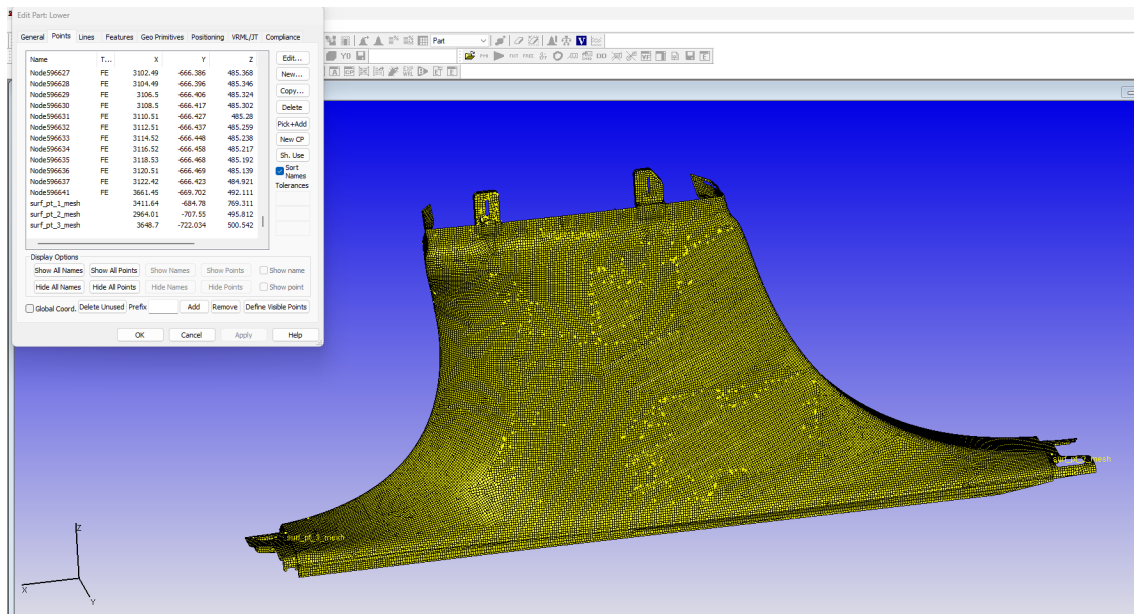 Edit Part: Lower
General Points Lines Features Geo Primitives Positioning VRML/JT Compliance
Part
Name T... X Y Z
Node596627 FE 3102.49 -666.386 485.368
Node596628 FE 3104.49 -666.396 485.346
Node596629 FE 3106.5 -666.406 485.324
Node596630 FE 3108.5 -666.417 485.302
Node596631 FE 3110.51 -666.427 485.28
Node596632 FE 3112.51 -666.437 485.259
Node596633 FE 3114.52 -666.448 485.238
Node596634 FE 3116.52 -666.458 485.217
Node596635 FE 3118.53 -666.468 485.192
Node596636 FE 3120.51 -666.469 485.139
Node596637 FE 3122.42 -666.423 484.921
Node596641 FE 3661.45 -669.702 492.111
surf_pt_1_mesh 3411.64 -684.78 769.311
surf_pt_2_mesh 2964.01 -707.55 495.812
surf_pt_3_mesh 3648.7 -722.034 500.542
Edit...
New...
Copy...
Delete
Pick+Add
New CP
Sh. Use
Sort Names
Tolerances
Display Options
Show All Names Show All Points Show Names Show Points Show name
Hide All Names Hide All Points Hide Names Hide Points Show point
Global Coord. Delete Unused Prefix Add Remove Define Visible Points
OK Cancel Apply Help
surf_pt_2_mesh
surf_pt_3_mesh
Z
X
Y